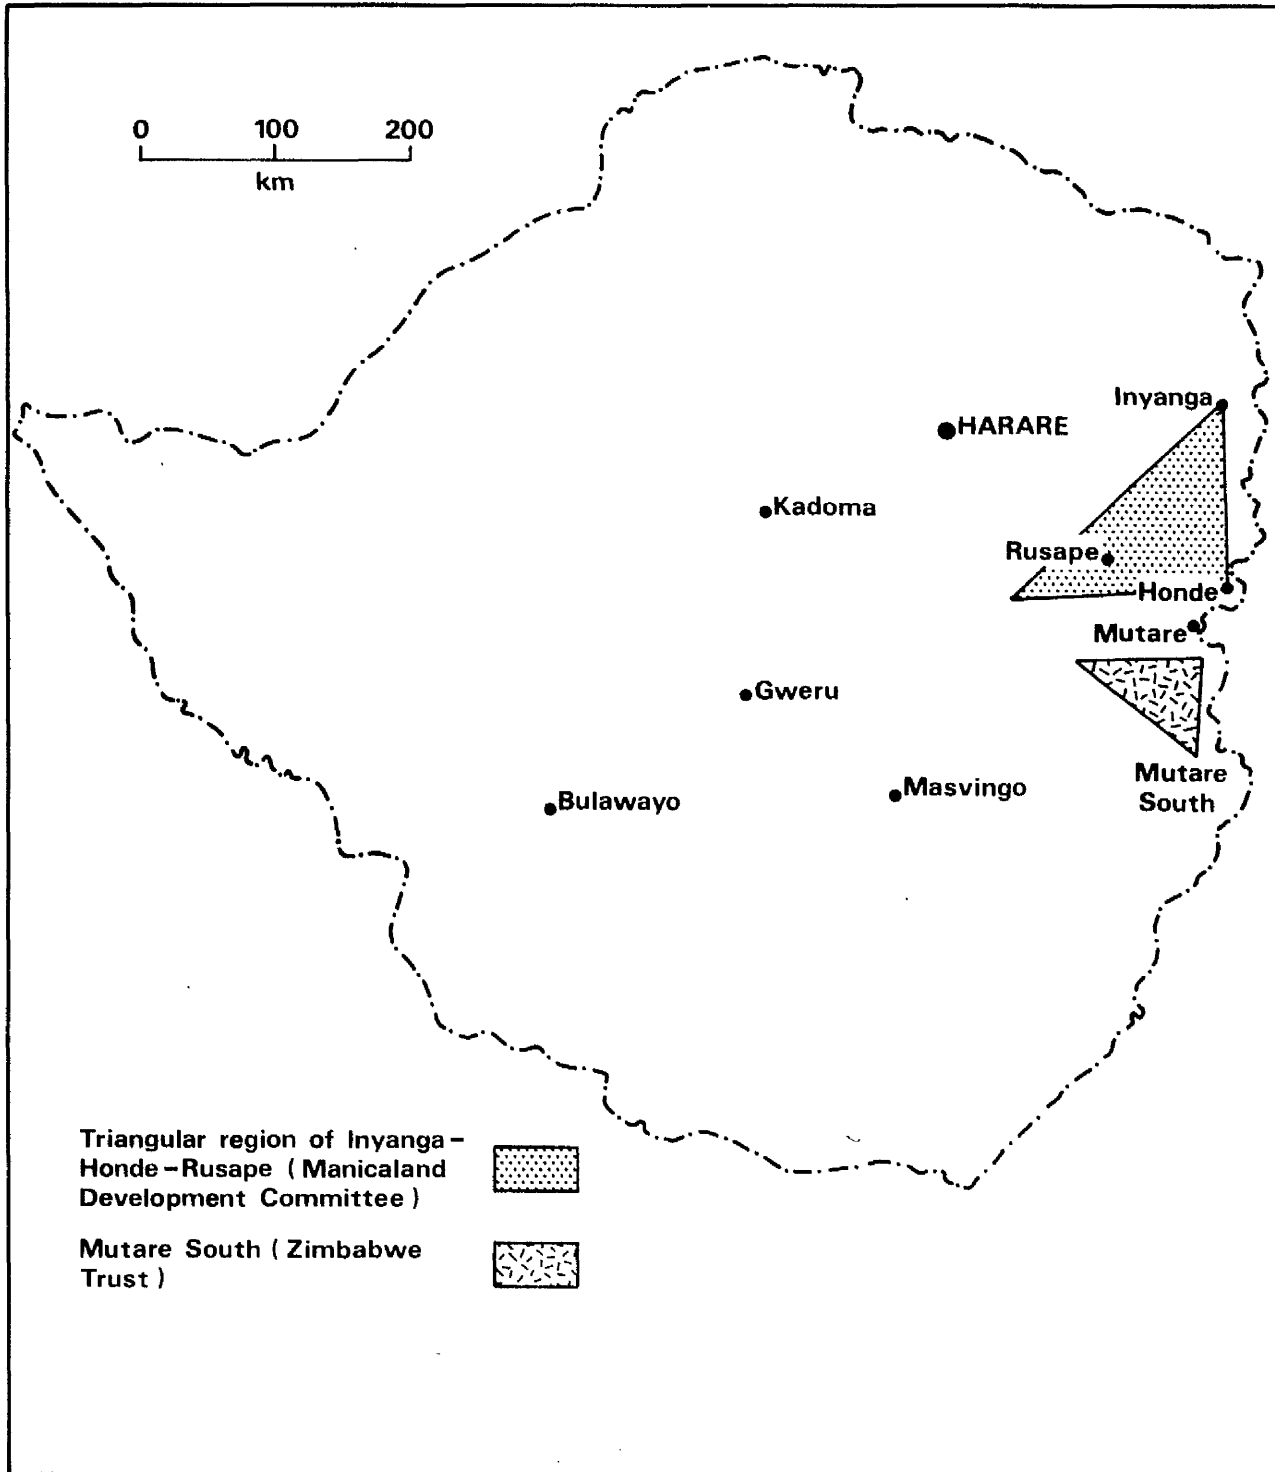 0 100 200
km
Inyanga
HARARE
Kadoma
Rusape
Honde
Mutare
Gweru
Mutare
South
Masvingo
Bulawayo
Triangular region of Inyanga–
Honde–Rusape (Manicaland
Development Committee)
Mutare South (Zimbabwe
Trust)